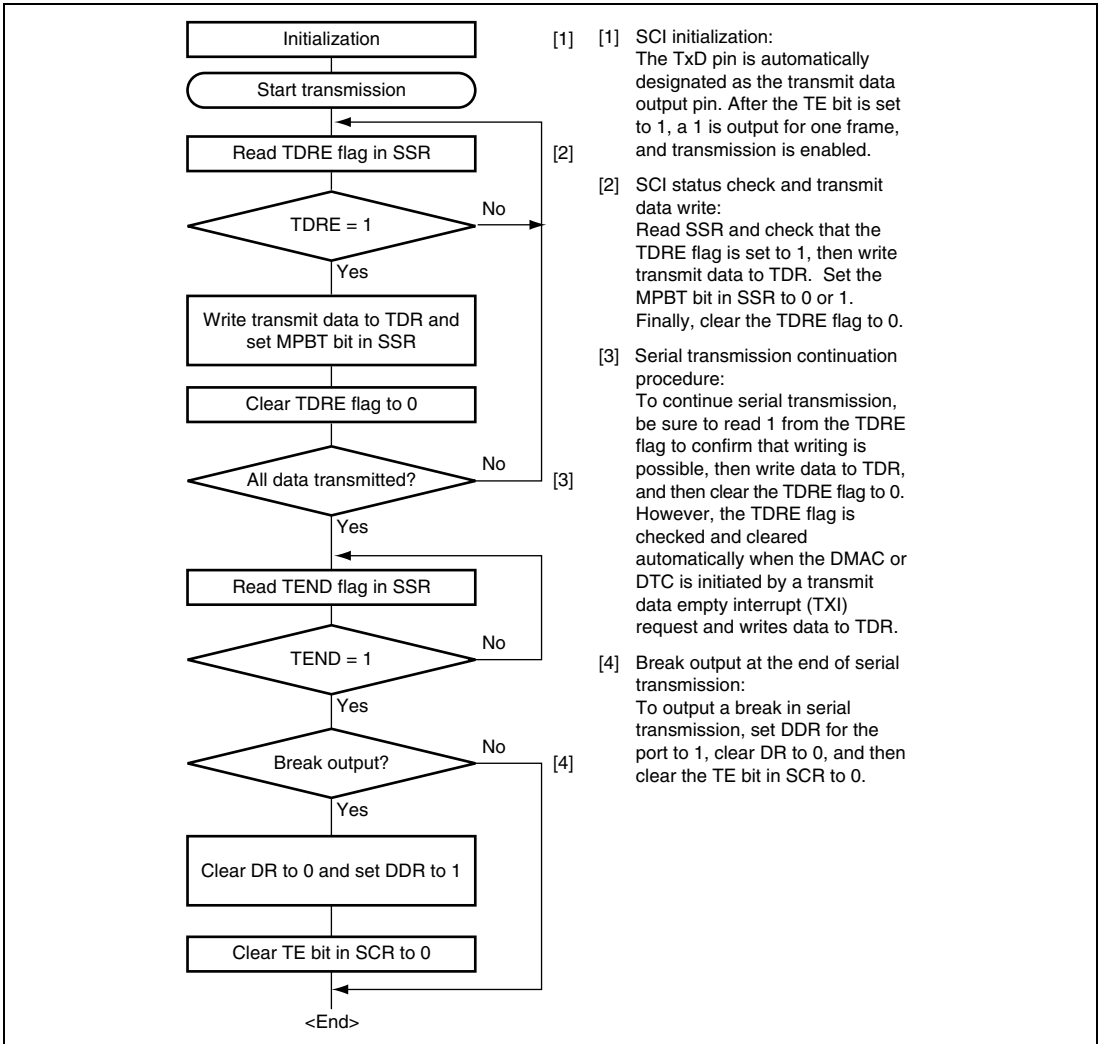 Initialization
[1]
Start transmission
Read TDRE flag in SSR
[2]
TDRE = 1
No
Yes
Write transmit data to TDR and
set MPBT bit in SSR
Clear TDRE flag to 0
All data transmitted?
No
[3]
Yes
Read TEND flag in SSR
TEND = 1
No
Yes
Break output?
No
[4]
Yes
Clear DR to 0 and set DDR to 1
Clear TE bit in SCR to 0
<End>
[1] SCI initialization:
The TxD pin is automatically
designated as the transmit data
output pin. After the TE bit is set
to 1, a 1 is output for one frame,
and transmission is enabled.
[2] SCI status check and transmit
data write:
Read SSR and check that the
TDRE flag is set to 1, then write
transmit data to TDR. Set the
MPBT bit in SSR to 0 or 1.
Finally, clear the TDRE flag to 0.
[3] Serial transmission continuation
procedure:
To continue serial transmission,
be sure to read 1 from the TDRE
flag to confirm that writing is
possible, then write data to TDR,
and then clear the TDRE flag to 0.
However, the TDRE flag is
checked and cleared
automatically when the DMAC or
DTC is initiated by a transmit
data empty interrupt (TXI)
request and writes data to TDR.
[4] Break output at the end of serial
transmission:
To output a break in serial
transmission, set DDR for the
port to 1, clear DR to 0, and then
clear the TE bit in SCR to 0.